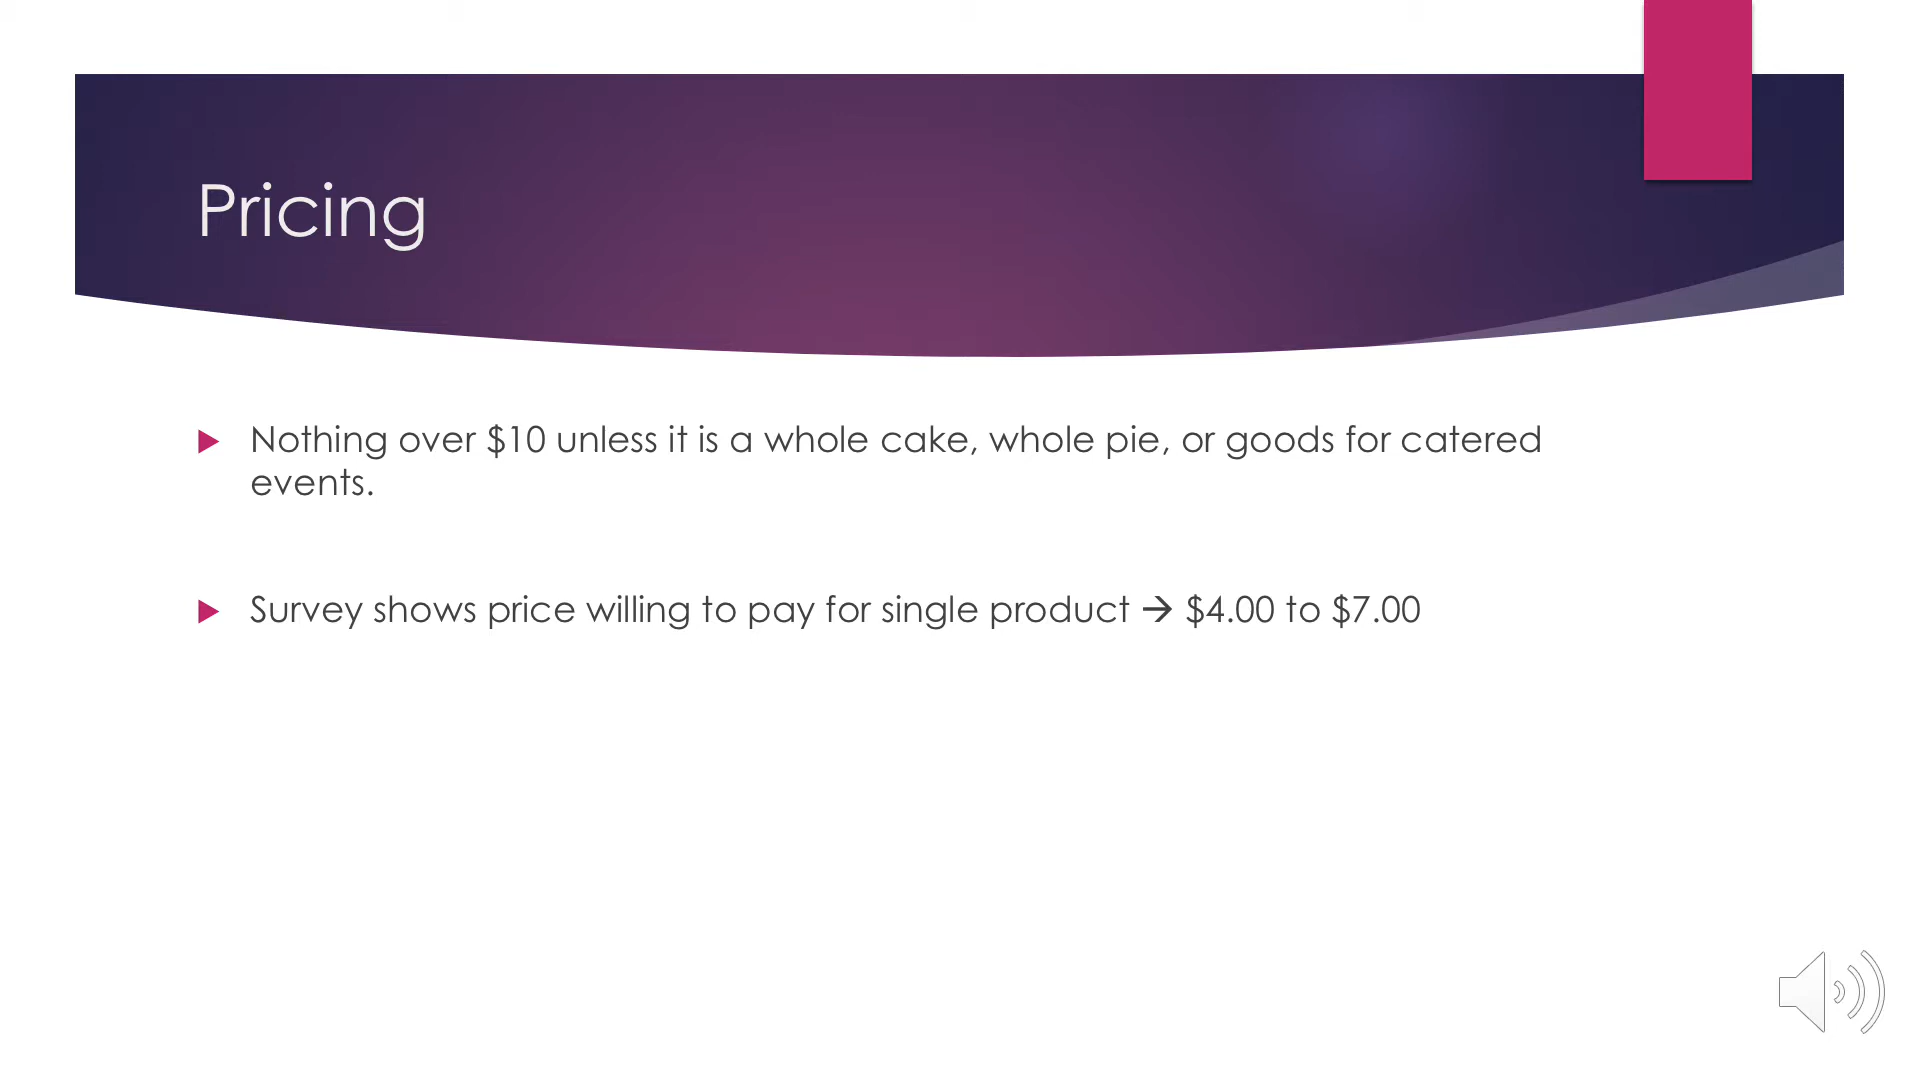 Pricing
Nothing over $10 unless it is a whole cake, whole pie, or goods for catered
events.
Survey shows price willing to pay for single product → $4.00 to $7.00